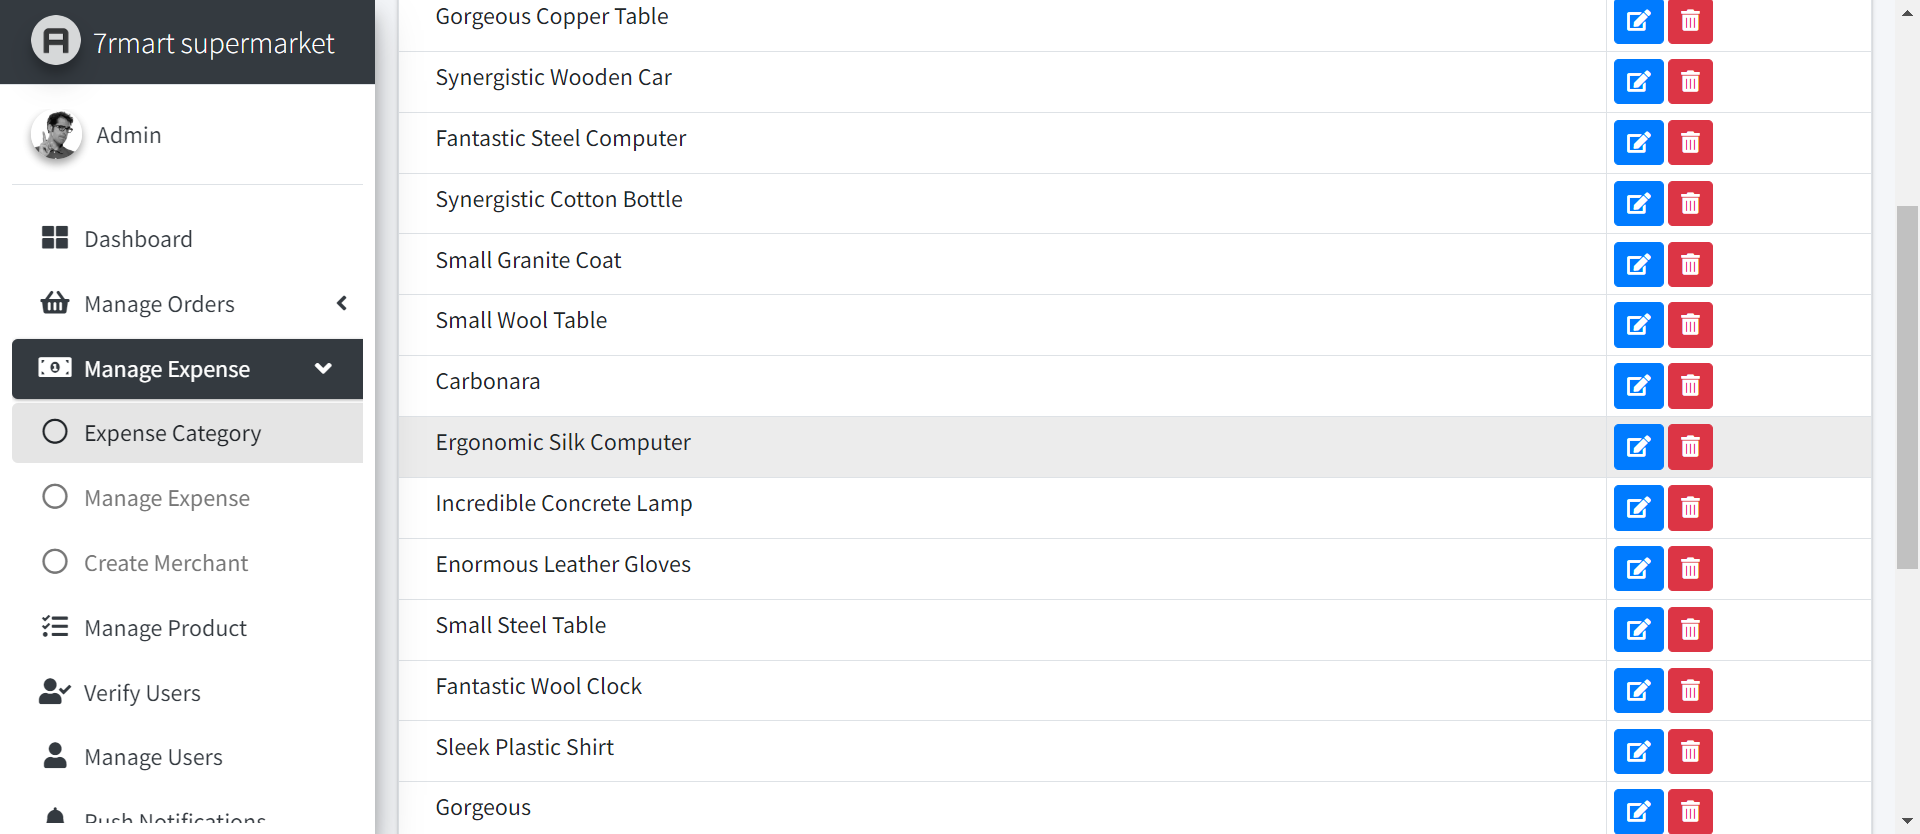 7rmart supermarket
Admin
Dashboard
Manage Orders
Manage Expense
Expense Category
Manage Expense
Create Merchant
Manage Product
Verify Users
Manage Users
Push Notifications
Gorgeous Copper Table
Synergistic Wooden Car
Fantastic Steel Computer
Synergistic Cotton Bottle
Small Granite Coat
Small Wool Table
Carbonara
Ergonomic Silk Computer
Incredible Concrete Lamp
Enormous Leather Gloves
Small Steel Table
Fantastic Wool Clock
Sleek Plastic Shirt
Gorgeous